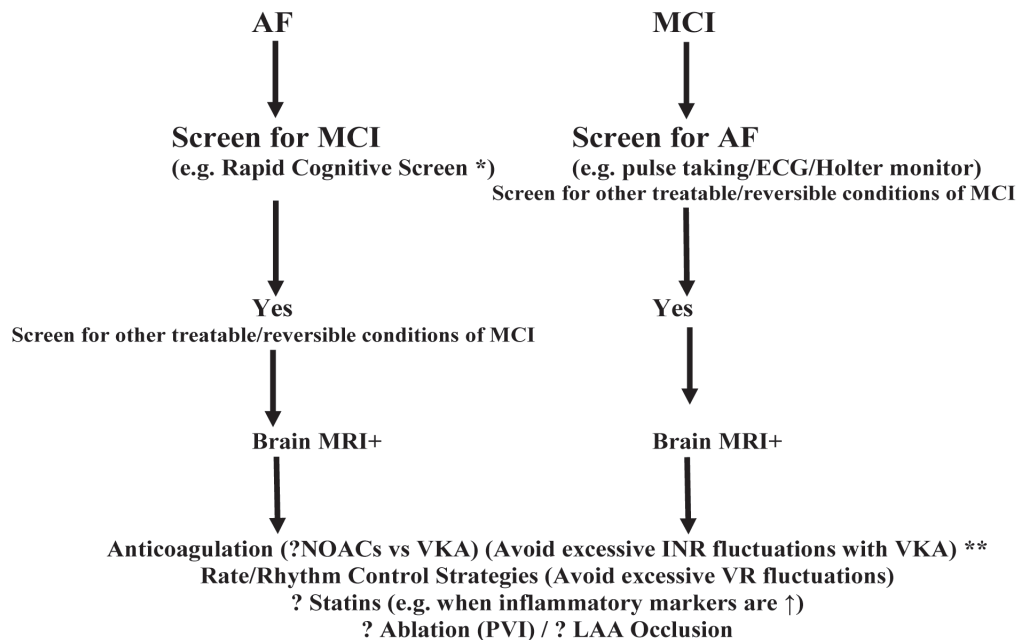 AF
Screen for MCI
(e.g. Rapid Cognitive Screen *)
Yes
Screen for other treatable/reversible conditions of MCI
Brain MRI+
MCI
Screen for AF
(e.g. pulse taking/ECG/Holter monitor)
Screen for other treatable/reversible conditions of MCI
Yes
Brain MRI+
Anticoagulation (?NOACs vs VKA) (Avoid excessive INR fluctuations with VKA) **
Rate/Rhythm Control Strategies (Avoid excessive VR fluctuations)
? Statins (e.g. when inflammatory markers are ↑)
? Ablation (PVI) / ? LAA Occlusion